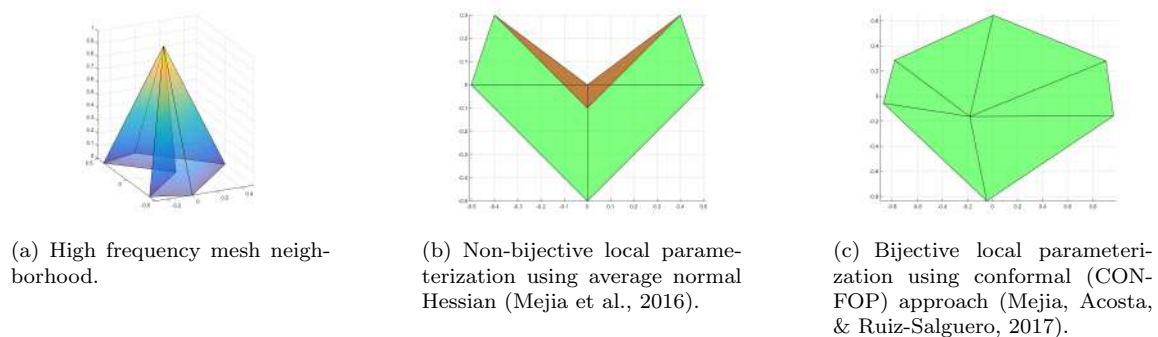 (a) High frequency mesh neigh-
borhood.
(b) Non-bijective local parame-
terization using average normal
Hessian (Mejia et al., 2016).
(c) Bijective local parameteri-
zation using conformal (CON-
FOP) approach (Mejia, Acosta,
& Ruiz-Salguero, 2017).